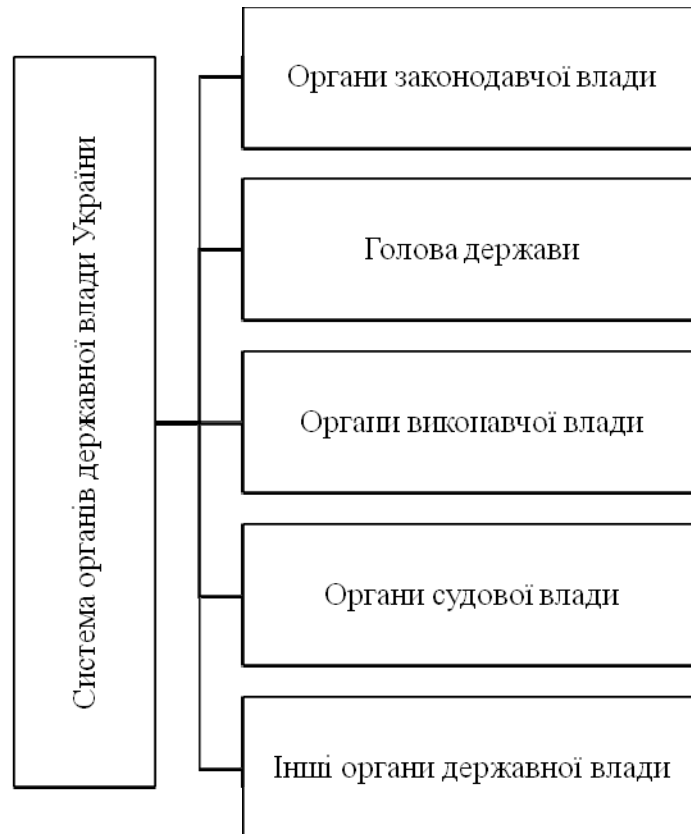 Система органів державної влади України
Органи законодавчої влади
Голова держави
Органи виконавчої влади
Органи судової влади
Інші органи державної влади